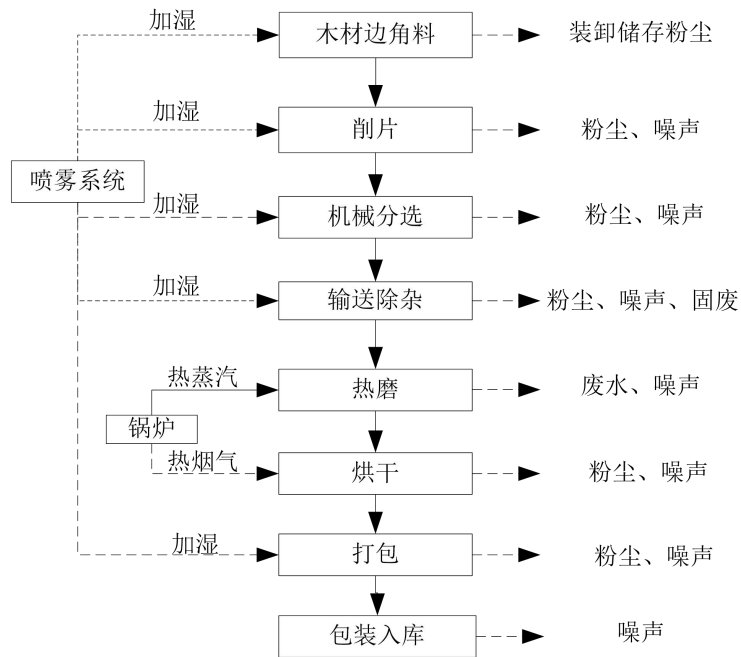 加湿
木材边角料
装卸储存粉尘
加湿
削片
粉尘、噪声
喷雾系统
加湿
机械分选
粉尘、噪声
加湿
输送除杂
粉尘、噪声、固废
热蒸汽
热磨
废水、噪声
锅炉
热烟气
烘干
粉尘、噪声
加湿
打包
粉尘、噪声
包装入库
噪声